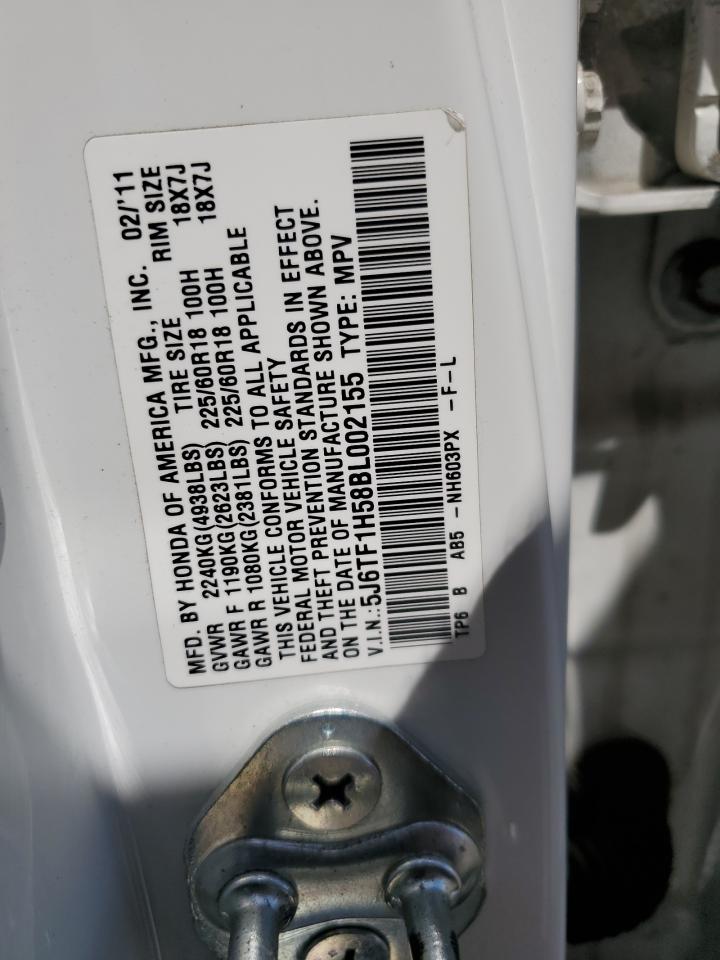 MFD. BY HONDA OF AMERICA MFG., INC. 02/'11
GVWR 2240KG(4938LBS) TIRE SIZE RIM SIZE
GAWR F 1190KG(2623LBS) 225/60R18 100H 18X7J
GAWR R 1080KG(2381LBS) 225/60R18 100H 18X7J
THIS VEHICLE CONFORMS TO ALL APPLICABLE
FEDERAL MOTOR VEHICLE SAFETY
AND THEFT PREVENTION STANDARDS IN EFFECT
ON THE DATE OF MANUFACTURE SHOWN ABOVE.
V.I.N.:5J6TF1H58BL002155 TYPE: MPV
TP6 B AB5 -NH603PX -F-L